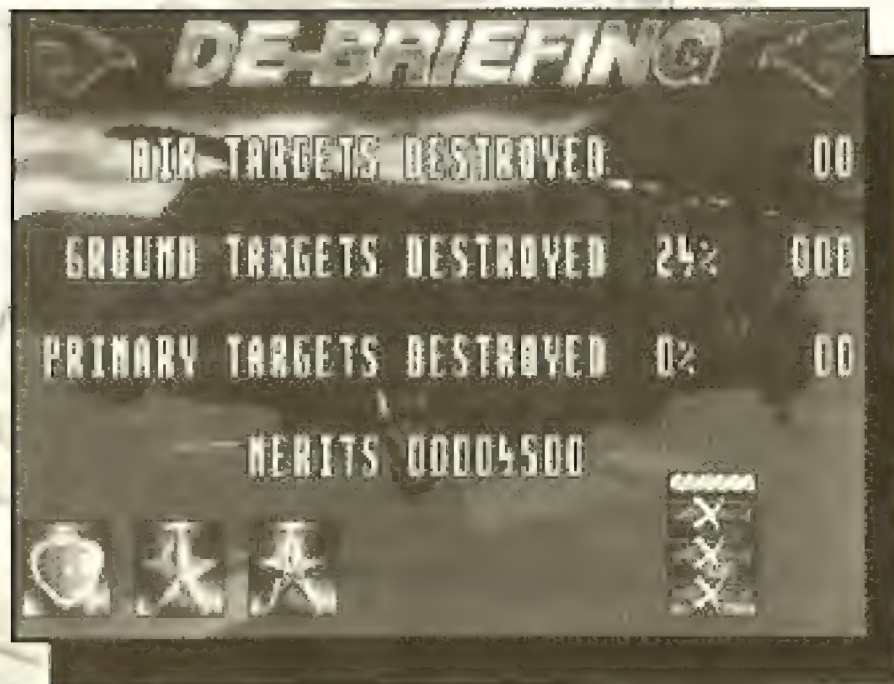 DE-BRIEFING
AIR TARGETS DESTROYED 00
GROUND TARGETS DESTROYED 24% 000
PRIMARY TARGETS DESTROYED 0% 00
MERITS 00004500